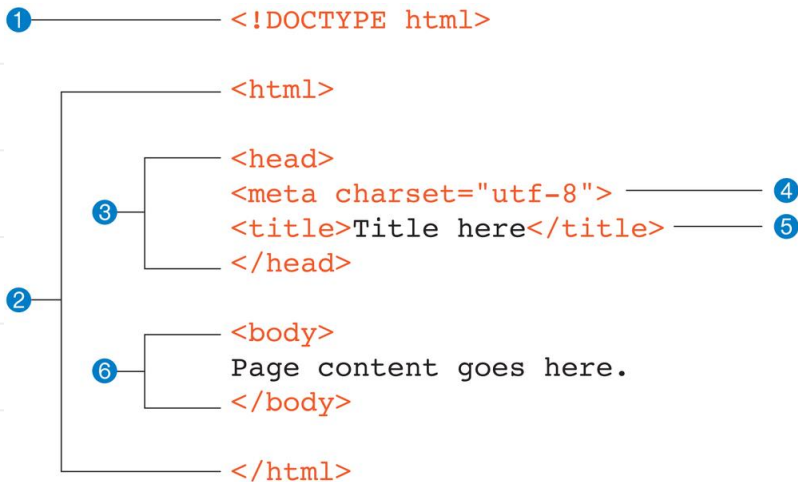 1 <!DOCTYPE html>
<html>
<head>
<meta charset="utf-8"> 4
3
<title>Title here</title> 5
</head>
2
<body>
6 Page content goes here.
</body>
</html>